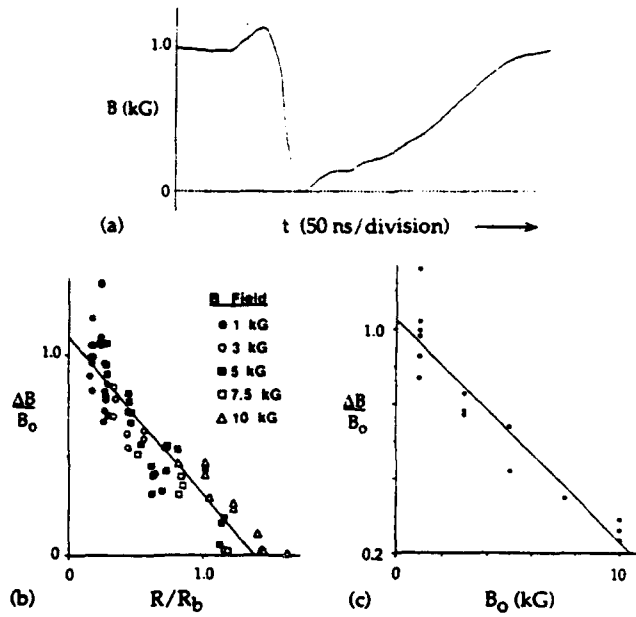 1.0
B (kG)
0
(a) t (50 ns/division)
B Field
1 kG
3 kG
5 kG
7.5 kG
10 kG
1.0
ΔB
B₀
0
0 1.0
(b) R/R_b
1.0
ΔB
B₀
0.2
0 10
(c) B₀ (kG)